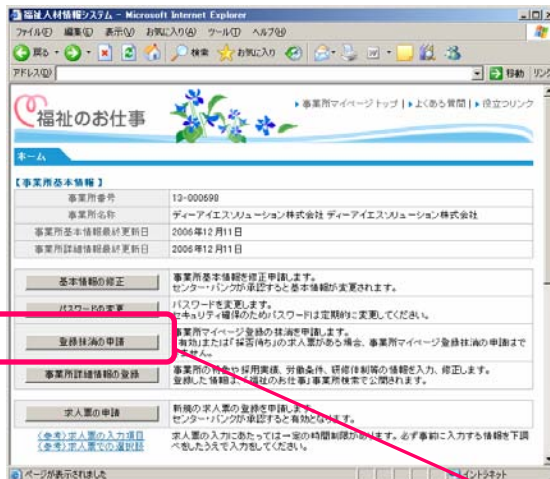 福祉人材情報システム - Microsoft Internet Explorer
ファイル(F) 編集(E) 表示(V) お気に入り(A) ツール(T) ヘルプ(H)
戻る 検索 お気に入り
アドレス(D) 移動 リンク
福祉のお仕事
事業所マイページトップ | よくある質問 | 役立つリンク
ホーム
【事業所基本情報】
事業所番号 13-000698
事業所名称 ディーアイエスソリューション株式会社 ディーアイエスソリューション株式会社
事業所基本情報最終更新日 2006年12月11日
事業所詳細情報最終更新日 2006年12月11日
基本情報の修正 事業所基本情報を修正申請します。
センター・バンクが承認すると基本情報が変更されます。
パスワードの変更 パスワードを変更します。
セキュリティ確保のためパスワードは定期的に変更してください。
登録抹消の申請 事業所マイページ登録の抹消を申請します。
有効」または「採否待ち」の求人票がある場合、事業所マイページ登録抹消の申請はで
ません。
事業所詳細情報の登録 事業所の特色や採用実績、労働条件、研修体制等の情報を入力、修正します。
登録した情報は、「福祉のお仕事」事業所検索で公開されます。
求人票の申請 新規の求人票の登録を申請します。
センター・バンクが承認すると有効となります。
(参考)求人票の入力項目 求人票の入力にあたっては一定の時間制限があります。必ず事前に入力する情報を下調
(参考)求人票での選択肢 べをしたうえで入力をしてください。
ページが表示されました イントラネット